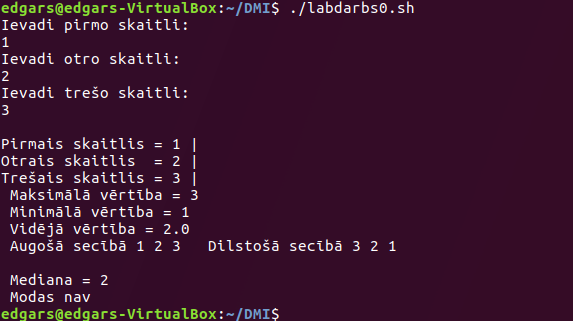 edgars@edgars-VirtualBox:~/DMI$ ./labdarbs0.sh
Ievadi pirmo skaitli:
1
Ievadi otro skaitli:
2
Ievadi trešo skaitli:
3

Pirmais skaitlis = 1 |
Otrais skaitlis  = 2 |
Trešais skaitlis = 3 |
 Maksimālā vērtība = 3
 Minimālā vērtība = 1
 Vidējā vērtība = 2.0
 Augošā secībā 1 2 3   Dilstošā secībā 3 2 1

 Mediana = 2
 Modas nav
edgars@edgars-VirtualBox:~/DMI$